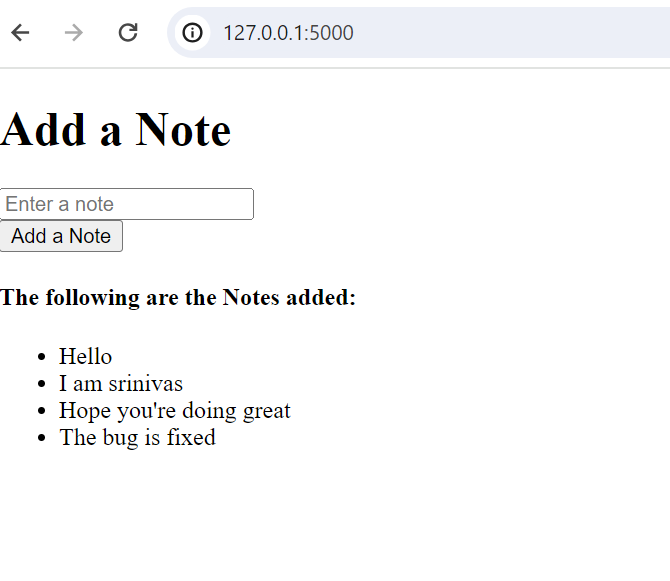 127.0.0.1:5000
Add a Note
Enter a note
Add a Note
The following are the Notes added:
Hello
I am srinivas
Hope you're doing great
The bug is fixed